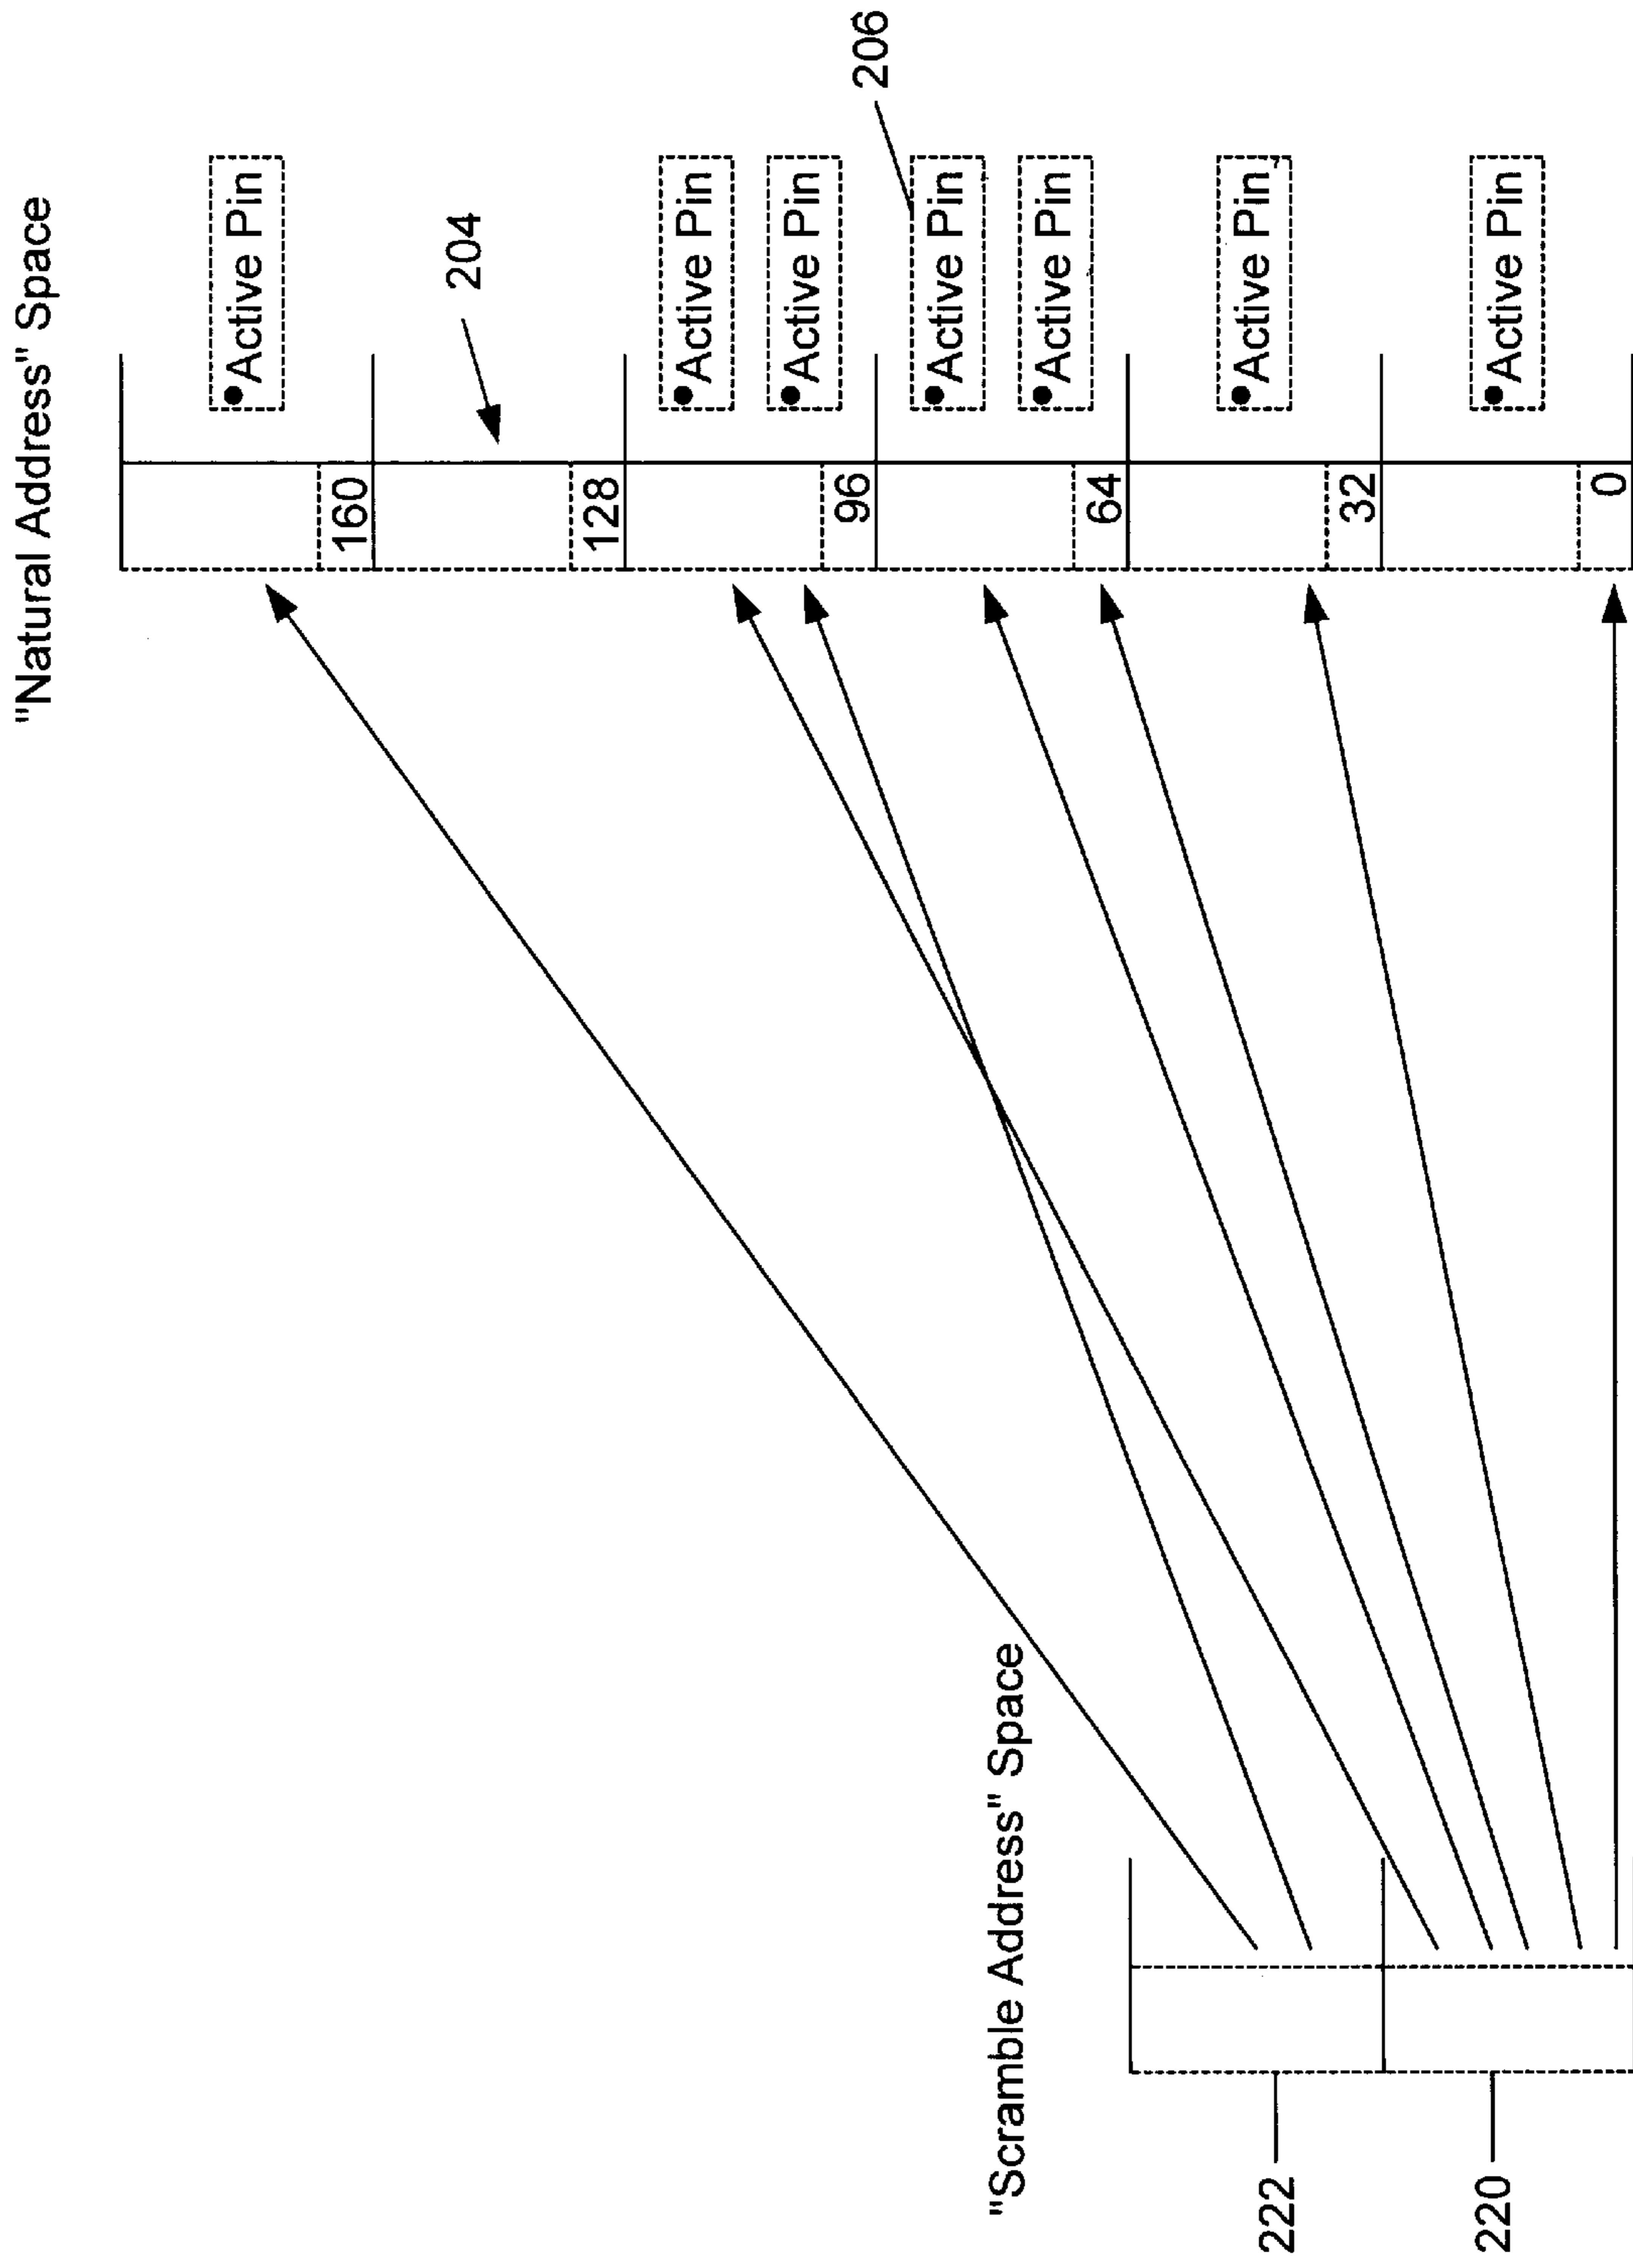 "Natural Address" Space
204
206
160
128
96
64
32
0
Active Pin
Active Pin
Active Pin
Active Pin
Active Pin
Active Pin
Active Pin
"Scramble Address" Space
222
220